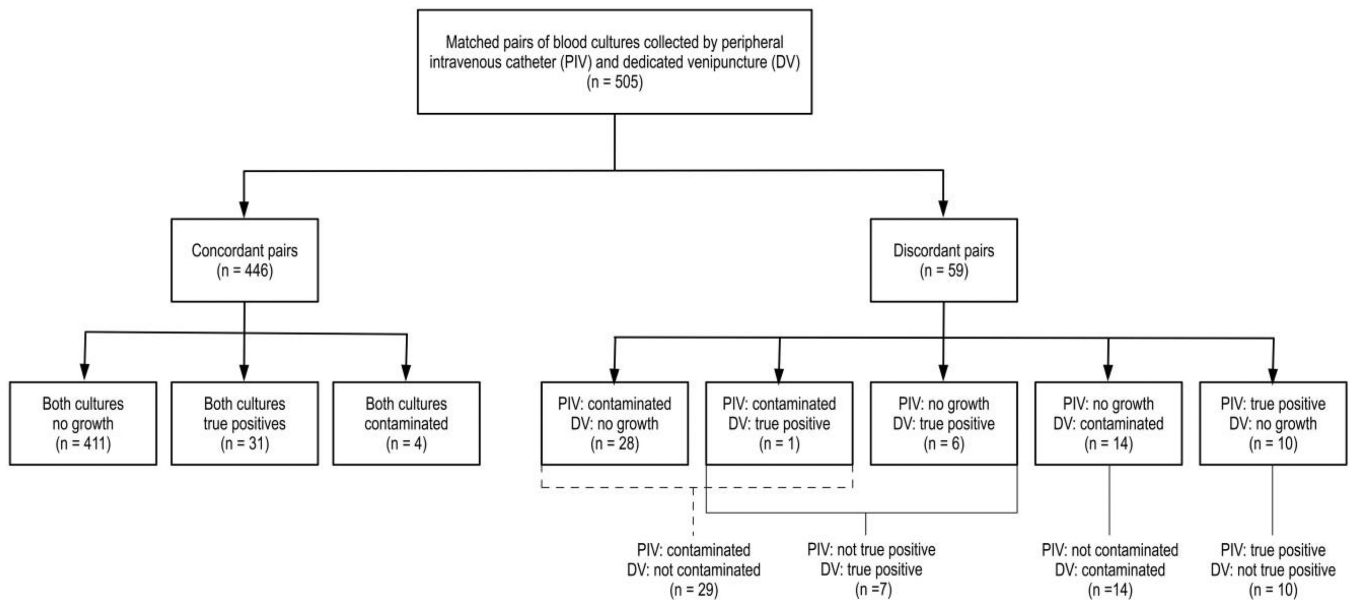 Matched pairs of blood cultures collected by peripheral
intravenous catheter (PIV) and dedicated venipuncture (DV)
(n = 505)
Concordant pairs
(n = 446)
Discordant pairs
(n = 59)
Both cultures
no growth
(n = 411)
Both cultures
true positives
(n = 31)
Both cultures
contaminated
(n = 4)
PIV: contaminated
DV: no growth
(n = 28)
PIV: contaminated
DV: true positive
(n = 1)
PIV: no growth
DV: true positive
(n = 6)
PIV: no growth
DV: contaminated
(n = 14)
PIV: true positive
DV: no growth
(n = 10)
PIV: contaminated
DV: not contaminated
(n = 29)
PIV: not true positive
DV: true positive
(n =7)
PIV: not contaminated
DV: contaminated
(n =14)
PIV: true positive
DV: not true positive
(n = 10)